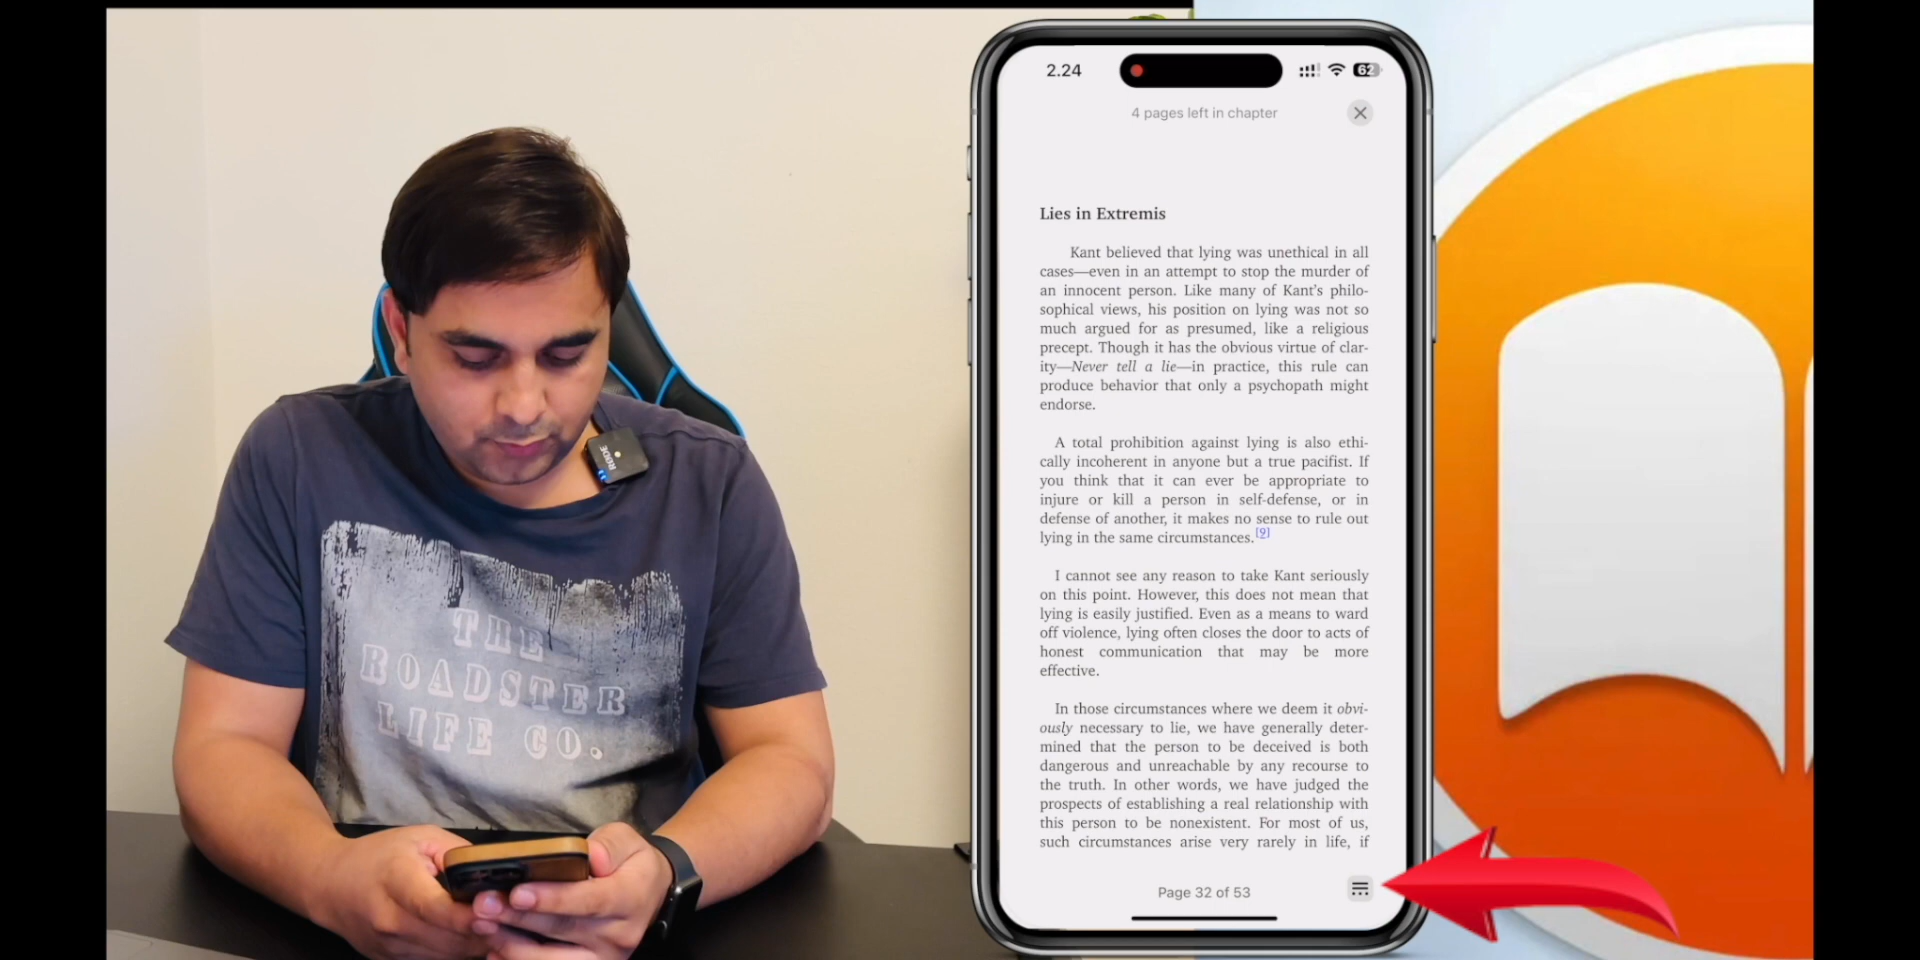 2.24
62
4 pages left in chapter
Lies in Extremis
Kant believed that lying was unethical in all
cases—even in an attempt to stop the murder of
an innocent person. Like many of Kant's philo-
sophical views, his position on lying was not so
much argued for as presumed, like a religious
precept. Though it has the obvious virtue of clar-
ity—Never tell a lie—in practice, this rule can
produce behavior that only a psychopath might
endorse.
A total prohibition against lying is also ethi-
cally incoherent in anyone but a true pacifist. If
you think that it can ever be appropriate to
injure or kill a person in self-defense, or in
defense of another, it makes no sense to rule out
lying in the same circumstances.[9]
I cannot see any reason to take Kant seriously
on this point. However, this does not mean that
lying is easily justified. Even as a means to ward
off violence, lying often closes the door to acts of
honest communication that may be more
effective.
In those circumstances where we deem it obvi-
ously necessary to lie, we have generally deter-
mined that the person to be deceived is both
dangerous and unreachable by any recourse to
the truth. In other words, we have judged the
prospects of establishing a real relationship with
this person to be nonexistent. For most of us,
such circumstances arise very rarely in life, if
Page 32 of 53
RØDE
THE
ROADSTER
LIFE CO.